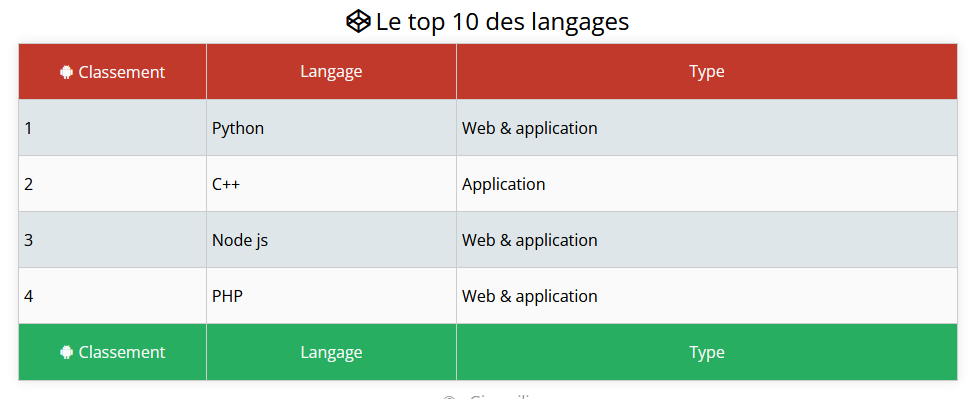 Le top 10 des langages
Classement Langage Type
1 Python Web & application
2 C++ Application
3 Node js Web & application
4 PHP Web & application
Classement Langage Type